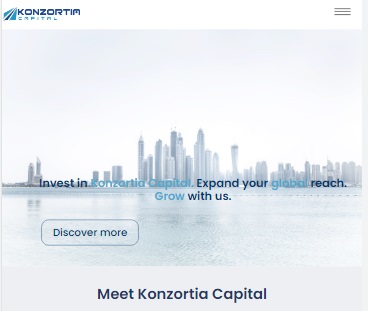 KONZORTIA
CAPITAL
Invest in Konzortia Capital. Expand your global reach.
Grow with us.
Discover more
Meet Konzortia Capital